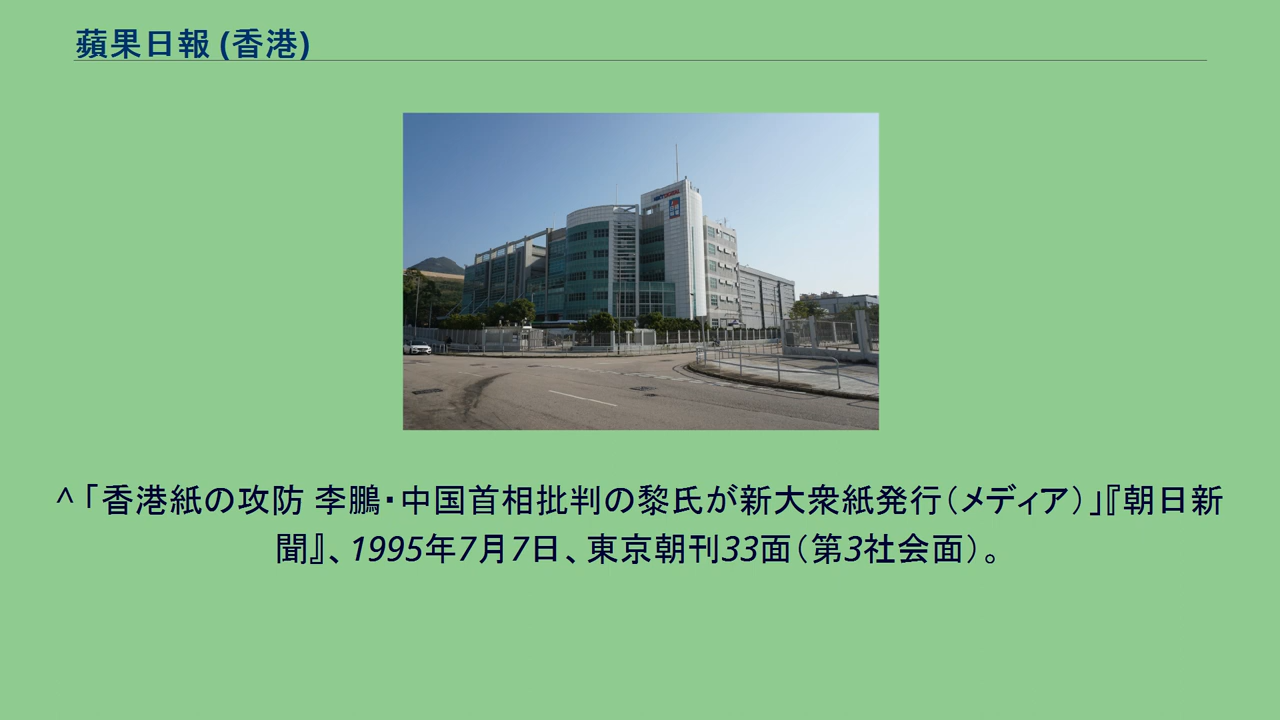 蘋果日報 (香港)
^ 「香港紙の攻防 李鵬・中国首相批判の黎氏が新大衆紙発行（メディア）」『朝日新
聞』、1995年7月7日、東京朝刊33面（第3社会面）。